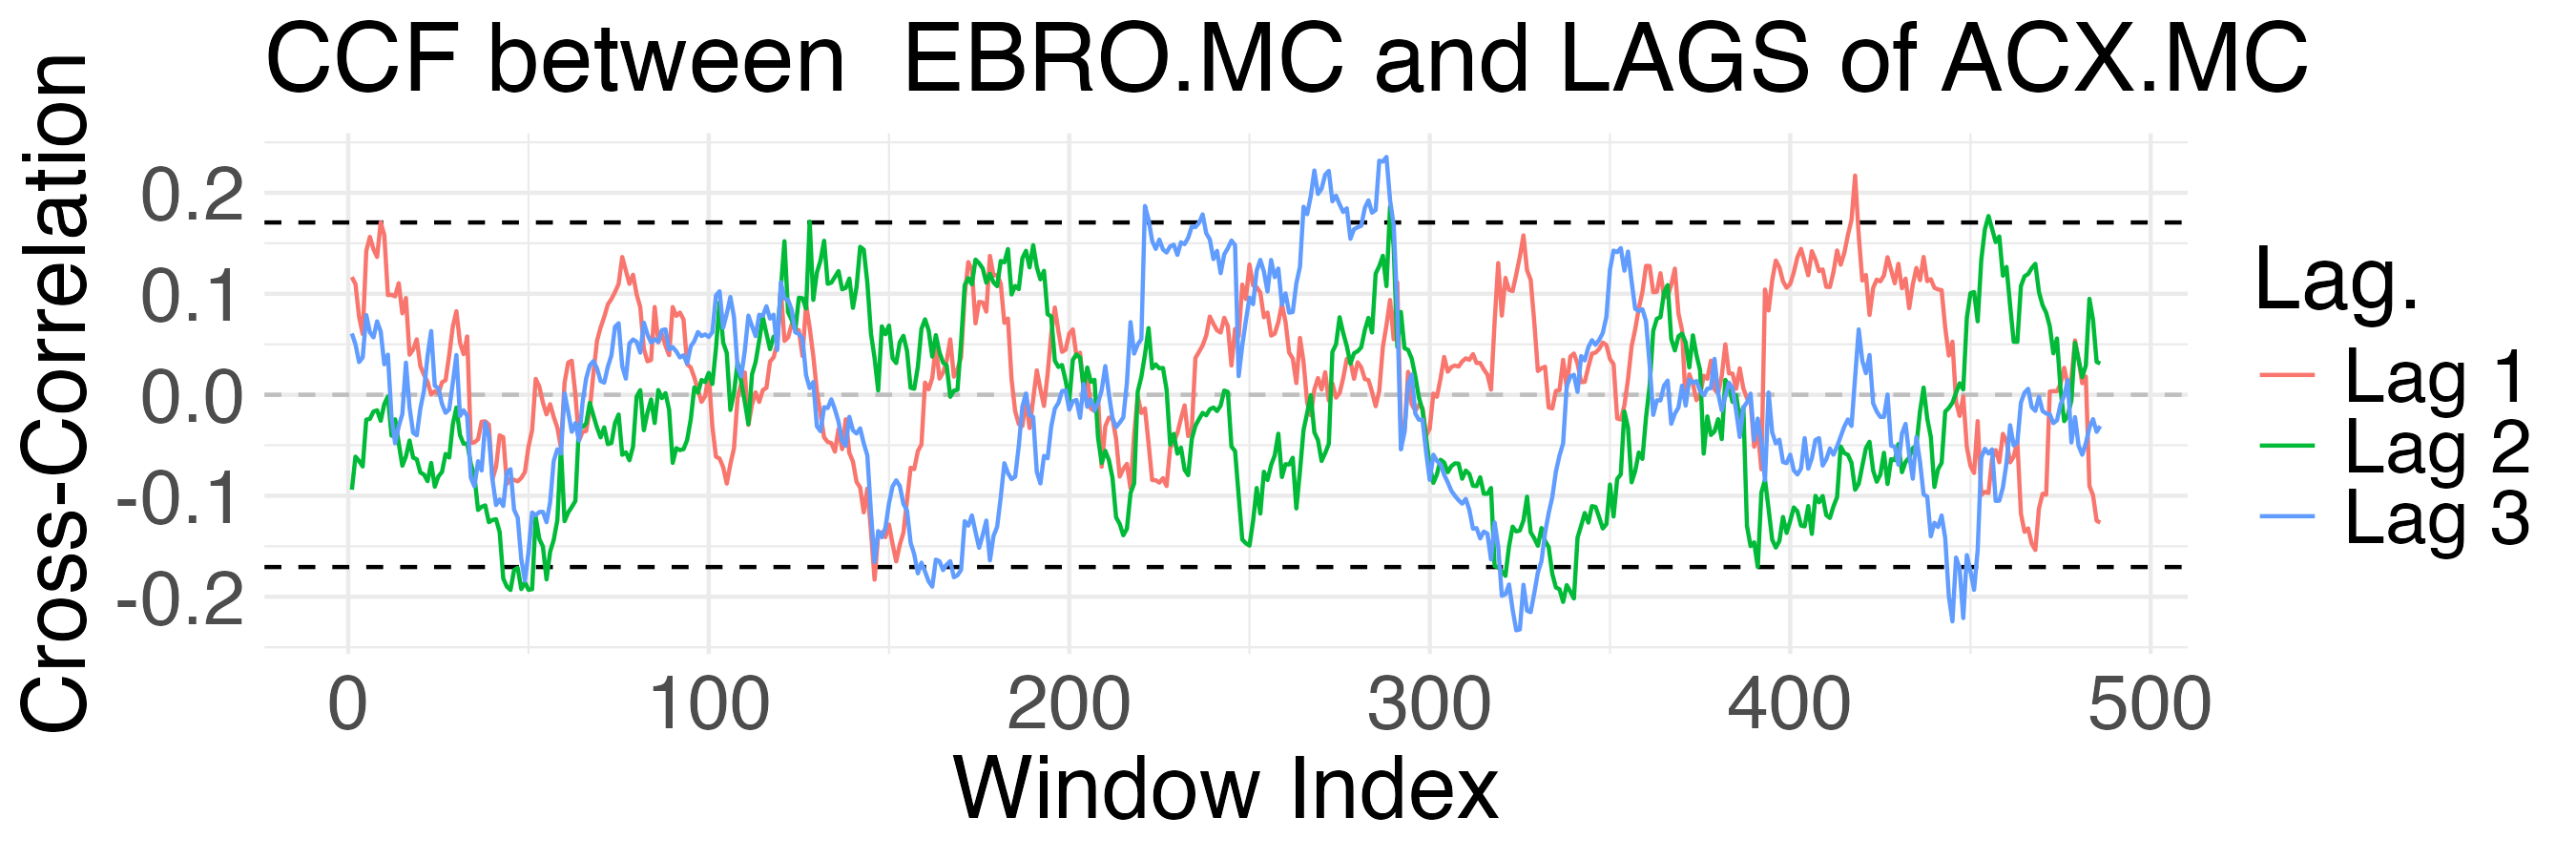 CCF between  EBRO.MC and LAGS of ACX.MC
Cross-Correlation
0.2
0.1
0.0
-0.1
-0.2
0 100 200 300 400 500
Window Index
Lag.
Lag 1
Lag 2
Lag 3